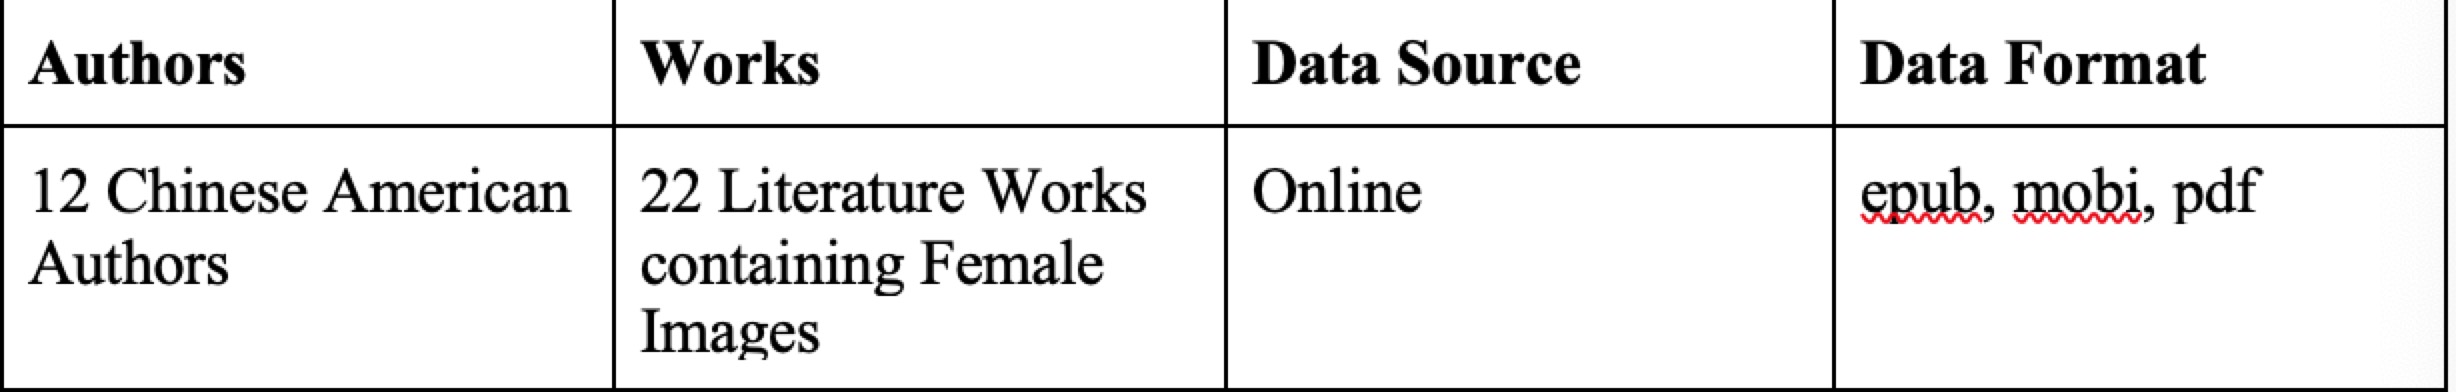 Authors
Works
Data Source
Data Format
12 Chinese American
Authors
22 Literature Works
containing Female
Images
Online
epub, mobi, pdf